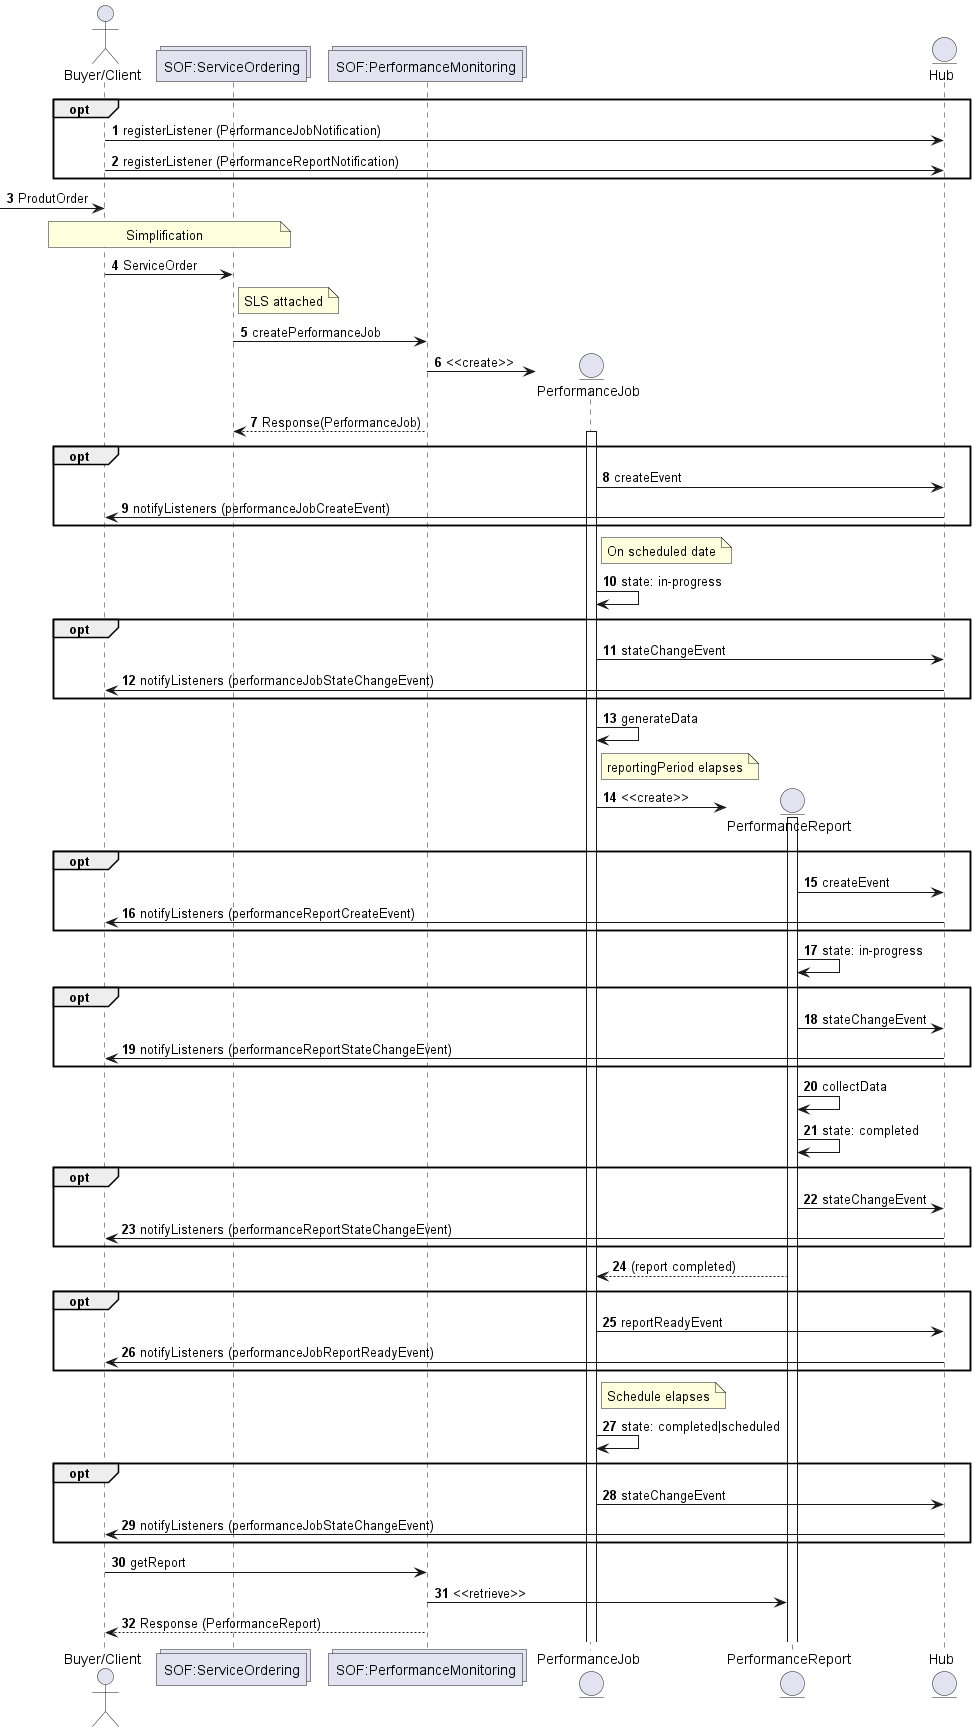 Buyer/Client
SOF:ServiceOrdering
SOF:PerformanceMonitoring
Hub
opt
1 registerListener (PerformanceJobNotification)
2 registerListener (PerformanceReportNotification)
3 ProdutOrder
Simplification
4 ServiceOrder
SLS attached
5 createPerformanceJob
6 <<create>>
PerformanceJob
7 Response(PerformanceJob)
opt
8 createEvent
9 notifyListeners (performanceJobCreateEvent)
On scheduled date
10 state: in-progress
opt
11 stateChangeEvent
12 notifyListeners (performanceJobStateChangeEvent)
13 generateData
reportingPeriod elapses
14 <<create>>
PerformanceReport
opt
15 createEvent
16 notifyListeners (performanceReportCreateEvent)
17 state: in-progress
opt
18 stateChangeEvent
19 notifyListeners (performanceReportStateChangeEvent)
20 collectData
21 state: completed
opt
22 stateChangeEvent
23 notifyListeners (performanceReportStateChangeEvent)
24 (report completed)
opt
25 reportReadyEvent
26 notifyListeners (performanceJobReportReadyEvent)
Schedule elapses
27 state: completed|scheduled
opt
28 stateChangeEvent
29 notifyListeners (performanceJobStateChangeEvent)
30 getReport
31 <<retrieve>>
32 Response (PerformanceReport)
Buyer/Client
SOF:ServiceOrdering
SOF:PerformanceMonitoring
PerformanceJob
PerformanceReport
Hub